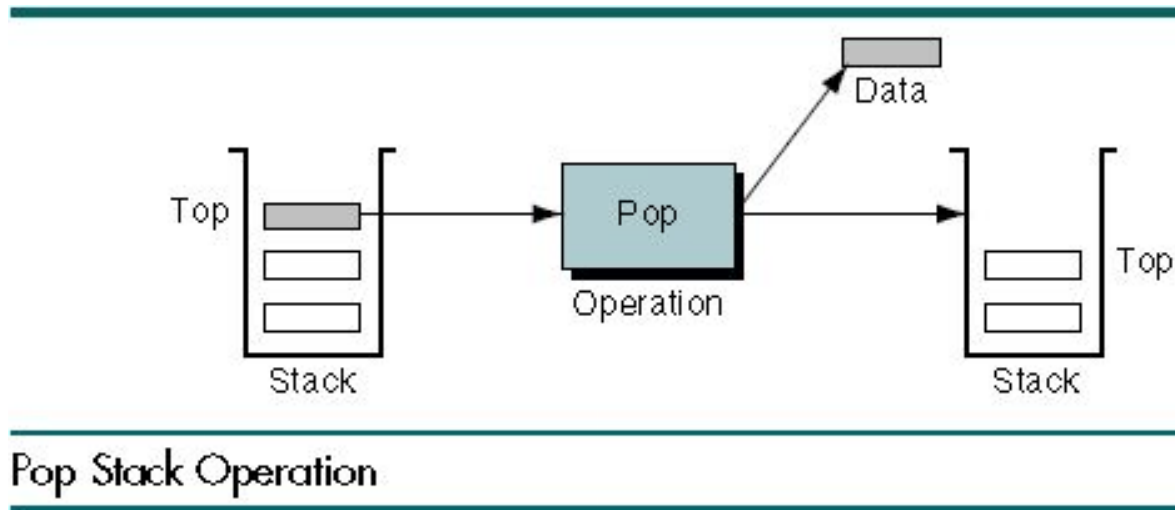 Data
Top
Pop
Top
Operation
Stack
Stack
Pop Stack Operation